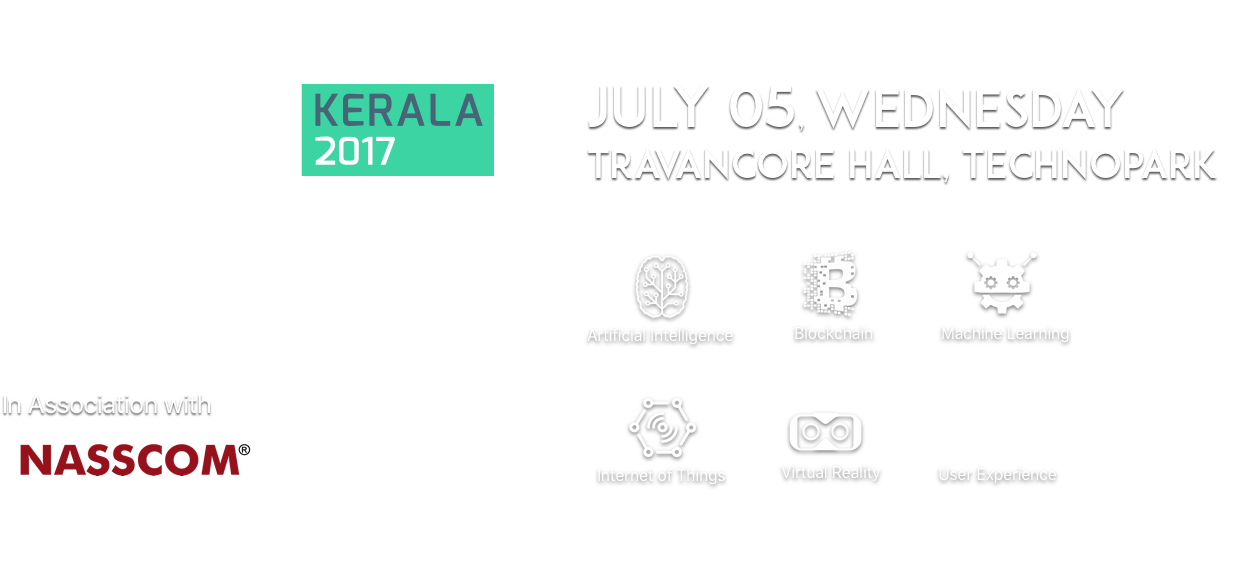 KERALA
2017
JULY 05, WEDNESDAY
TRAVANCORE HALL, TECHNOPARK
Artificial Intelligence
Blockchain
Machine Learning
In Association with
NASSCOM®
Internet of Things
Virtual Reality
User Experience